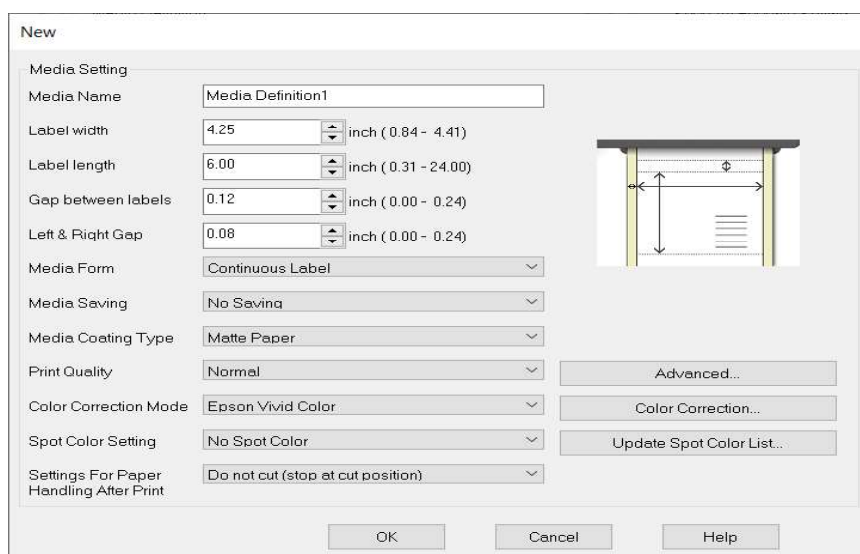 New
Media Setting
Media Name Media Definition1
Label width 4.25 inch ( 0.84 - 4.41)
Label length 6.00 inch ( 0.31 - 24.00)
Gap between labels 0.12 inch ( 0.00 - 0.24)
Left & Right Gap 0.08 inch ( 0.00 - 0.24)
Media Form Continuous Label
Media Saving No Saving
Media Coating Type Matte Paper
Print Quality Normal Advanced...
Color Correction Mode Epson Vivid Color Color Correction...
Spot Color Setting No Spot Color Update Spot Color List...
Settings For Paper Do not cut (stop at cut position)
Handling After Print
OK Cancel Help